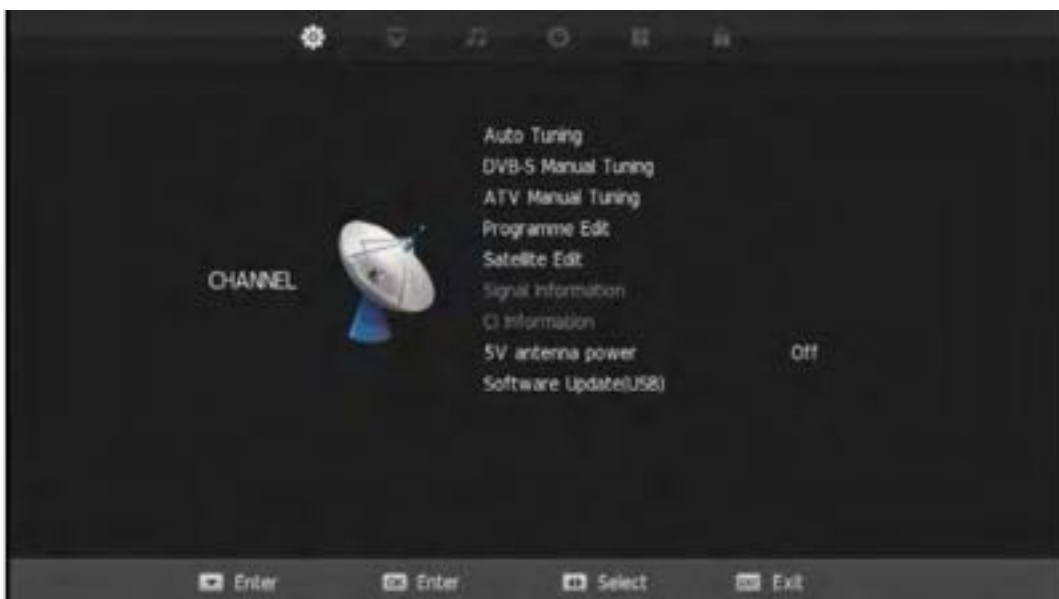 CHANNEL
Auto Tuning
DVB-S Manual Tuning
ATV Manual Tuning
Programme Edit
Satellite Edit
Signal Information
CI Information
5V antenna power Off
Software Update(USB)
Enter OK Enter Select Exit